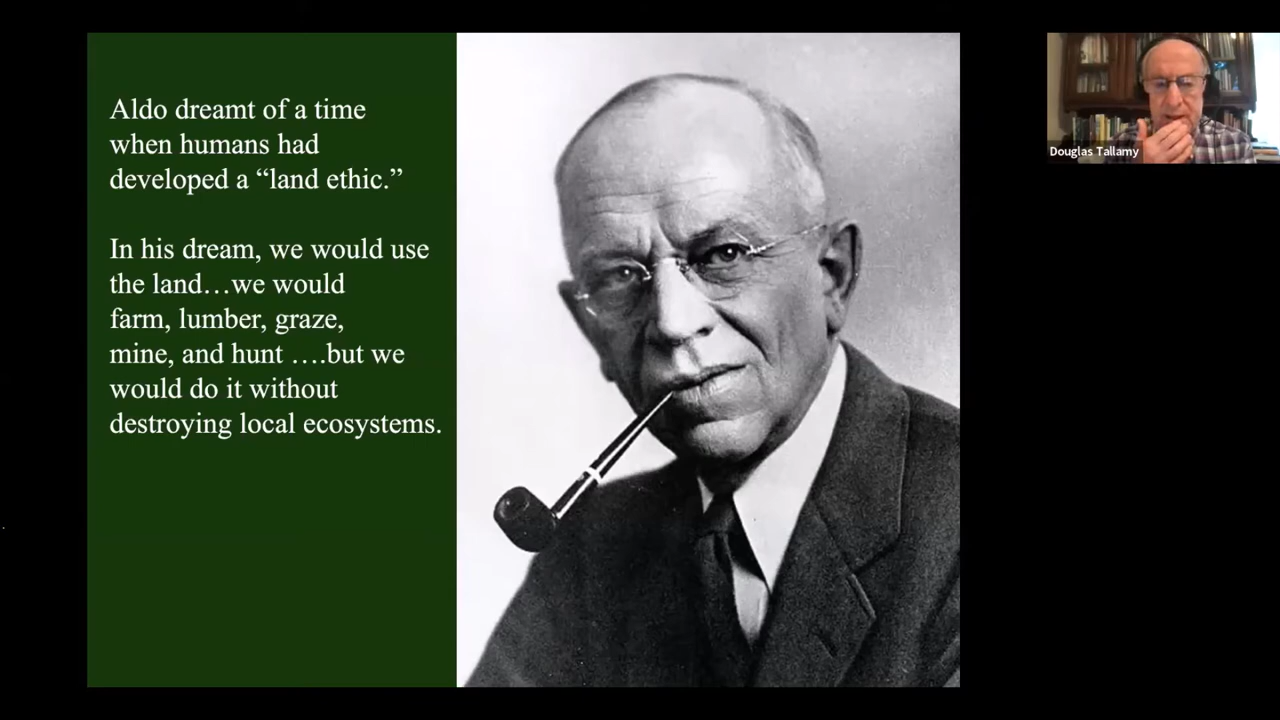 Aldo dreamt of a time
when humans had
developed a “land ethic.”
In his dream, we would use
the land…we would
farm, lumber, graze,
mine, and hunt ….but we
would do it without
destroying local ecosystems.
Douglas Tallamy